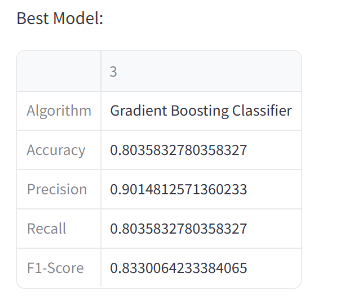 Best Model:
3
Algorithm Gradient Boosting Classifier
Accuracy 0.8035832780358327
Precision 0.9014812571360233
Recall 0.8035832780358327
F1-Score 0.8330064233384065